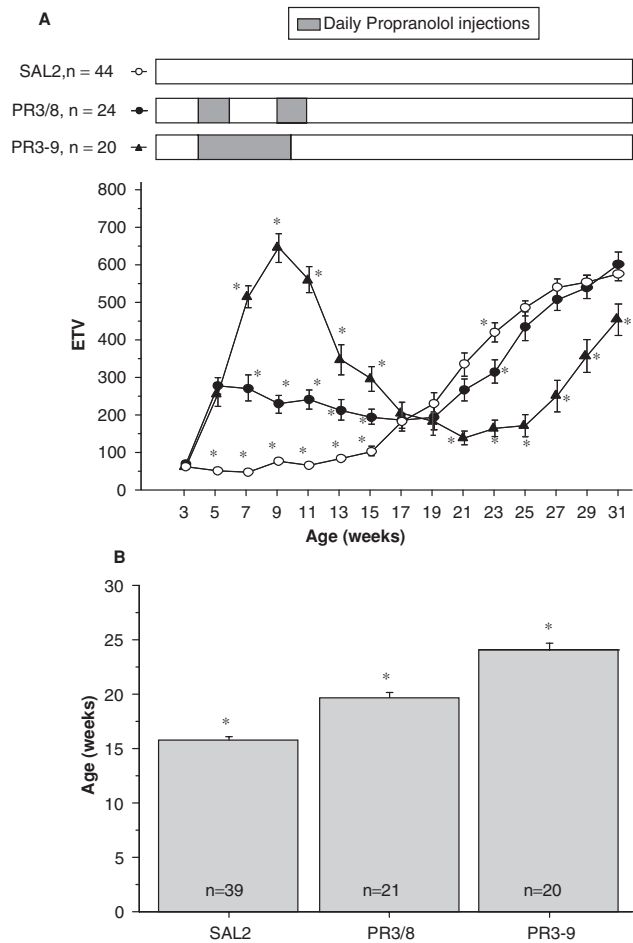 A
Daily Propranolol injections
SAL2,n = 44
PR3/8, n = 24
PR3-9, n = 20
800
700
600
500
400
300
200
100
0
ETV
* * * * * * * * * * * * * * * * * * * * * * *
3 5 7 9 11 13 15 17 19 21 23 25 27 29 31
Age (weeks)
B
30
25
20
15
10
5
0
Age (weeks)
* * *
n=39 n=21 n=20
SAL2 PR3/8 PR3-9